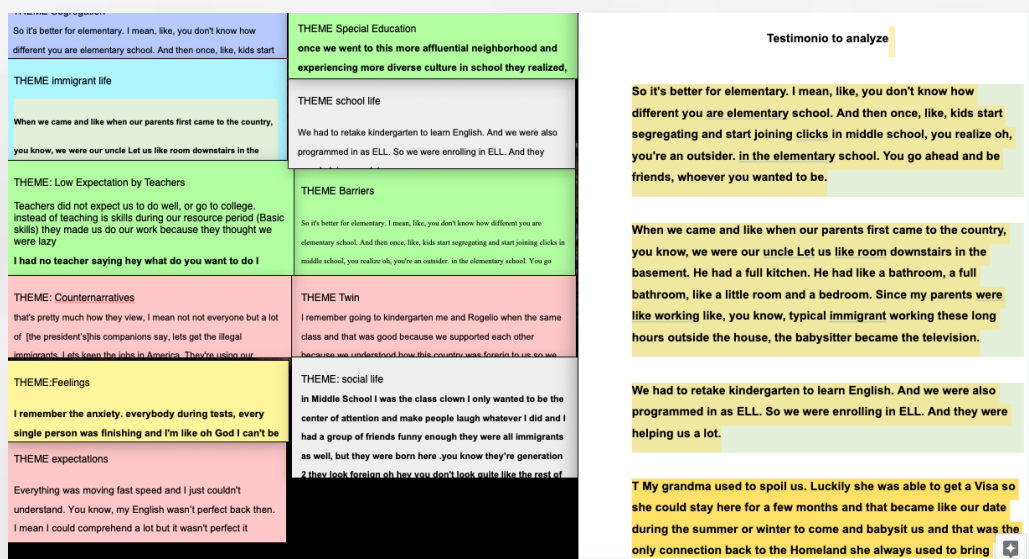 THEME Segregation
So it's better for elementary. I mean, like, you don't know how
different you are elementary school. And then once, like, kids start
THEME immigrant life
When we came and like when our parents first came to the country,
you know, we were our uncle Let us like room downstairs in the
THEME: Low Expectation by Teachers
Teachers did not expect us to do well, or go to college.
instead of teaching is skills during our resource period (Basic
skills) they made us do our work because they thought we
were lazy
I had no teacher saying hey what do you want to do I
THEME: Counternarratives
that's pretty much how they view, I mean not not everyone but a lot
of [the president's]his companions say, lets get the illegal
immigrants. Lets keep the jobs in America. They're using our
THEME:Feelings
I remember the anxiety. everybody during tests, every
single person was finishing and I'm like oh God I can't be
THEME expectations
Everything was moving fast speed and I just couldn't
understand. You know, my English wasn't perfect back then.
I mean I could comprehend a lot but it wasn't perfect it
THEME Special Education
once we went to this more affluential neighborhood and
experiencing more diverse culture in school they realized,
THEME school life
We had to retake kindergarten to learn English. And we were also
programmed in as ELL. So we were enrolling in ELL. And they
THEME Barriers
So it's better for elementary. I mean, like, you don't know how different you are
elementary school. And then once, like, kids start segregating and start joining clicks in
middle school, you realize oh, you're an outsider. in the elementary school. You go
THEME Twin
I remember going to kindergarten me and Rogelio when the same
class and that was good because we supported each other
because we understood how this country was foreign to us so we
THEME: social life
in Middle School I was the class clown I only wanted to be the
center of attention and make people laugh whatever I did and I
had a group of friends funny enough they were all immigrants
as well, but they were born here .you know they're generation
2 they look foreign oh hey you don't look quite like the rest of
Testimonio to analyze
So it's better for elementary. I mean, like, you don't know how
different you are elementary school. And then once, like, kids start
segregating and start joining clicks in middle school, you realize oh,
you're an outsider. in the elementary school. You go ahead and be
friends, whoever you wanted to be.
When we came and like when our parents first came to the country,
you know, we were our uncle Let us like room downstairs in the
basement. He had a full kitchen. He had like a bathroom, a full
bathroom, like a little room and a bedroom. Since my parents were
like working like, you know, typical immigrant working these long
hours outside the house, the babysitter became the television.
We had to retake kindergarten to learn English. And we were also
programmed in as ELL. So we were enrolling in ELL. And they were
helping us a lot.
T My grandma used to spoil us. Luckily she was able to get a Visa so
she could stay here for a few months and that became like our date
during the summer or winter to come and babysit us and that was the
only connection back to the Homeland she always used to bring